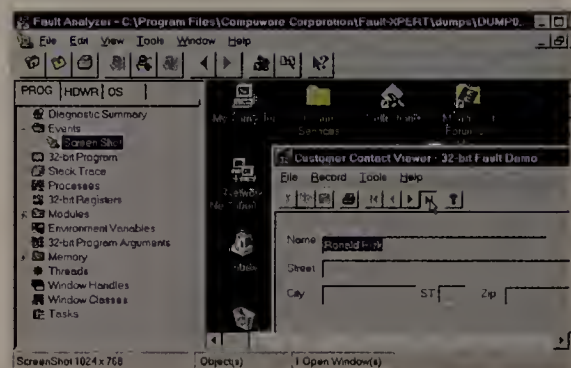 Fault Analyzer - C:\Program Files\Compuware Corporation\Fault-XPERT\dumps\DUMP0.
File Edit View Tools Window Help
PROG HDWR OS
Diagnostic Summary
Events
Screen Shot
32-bit Program
Stack Trace
Processes
32-bit Registers
Modules
Environment Variables
32-bit Program Arguments
Memory
Threads
Window Handles
Window Classes
Tasks
Services
Network
Customer Contact Viewer - 32-bit Fault Demo
File Record Tools Help
Name
Ronald
Street
City ST Zip
ScreenShot 1024 x 768 Object(s) 1 Open Window(s)